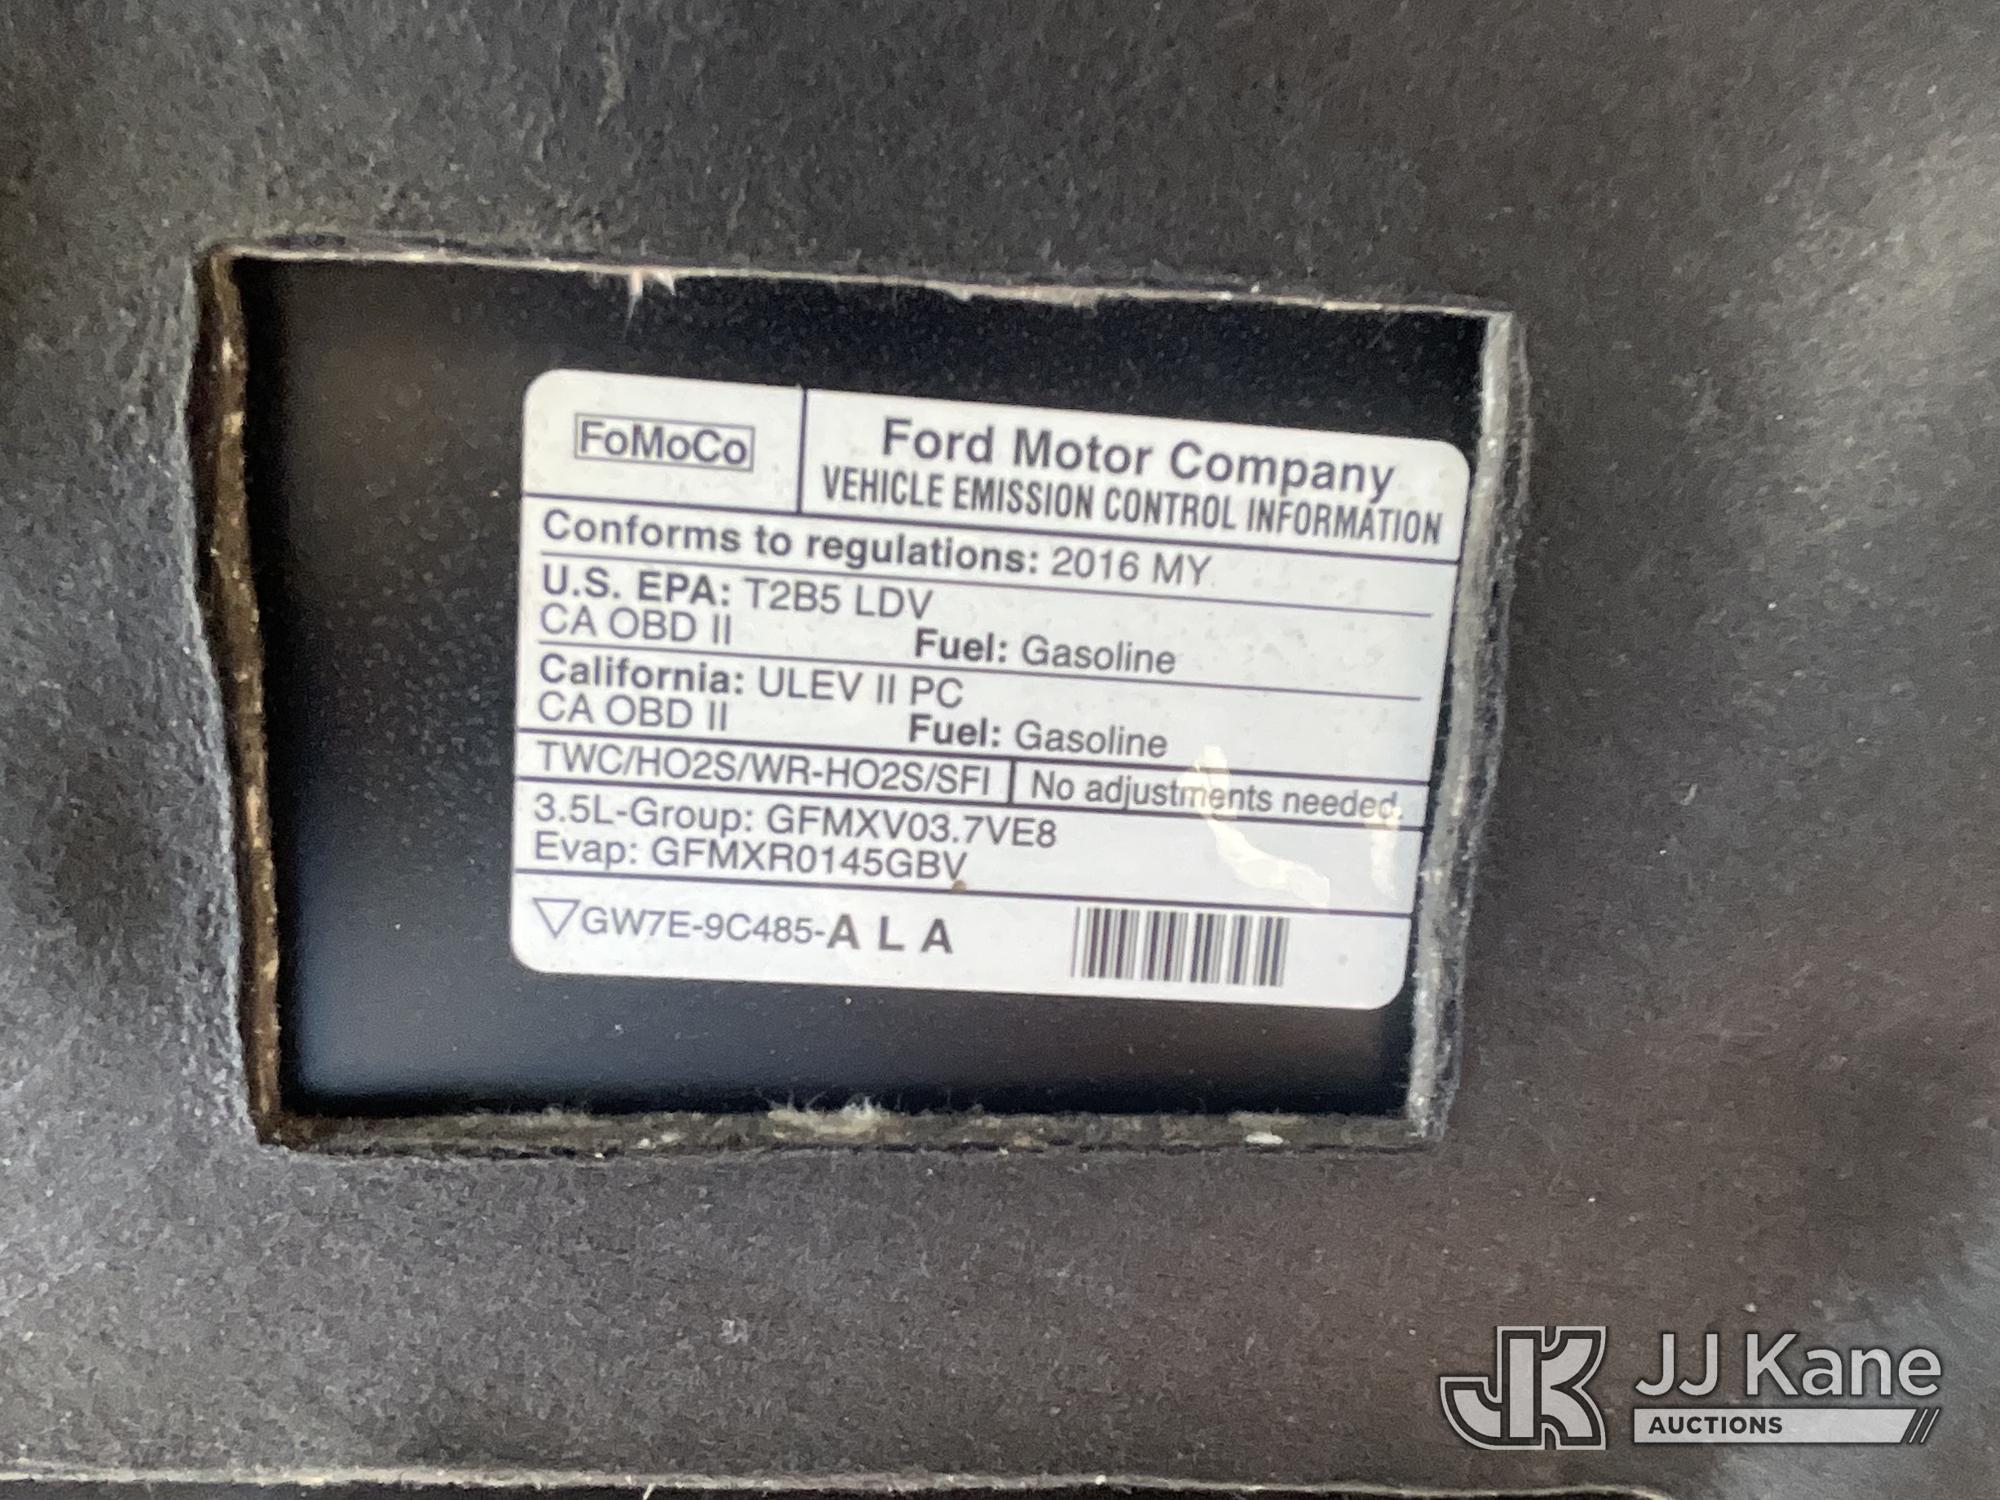 FoMoCo
Ford Motor Company
VEHICLE EMISSION CONTROL INFORMATION
Conforms to regulations: 2016 MY
U.S. EPA: T2B5 LDV
CA OBD II Fuel: Gasoline
California: ULEV II PC
CA OBD II Fuel: Gasoline
TWC/HO2S/WR-HO2S/SFI No adjustments needed.
3.5L-Group: GFMXV03.7VE8
Evap: GFMXR0145GBV
▽GW7E-9C485-A L A
JK JJ Kane
AUCTIONS